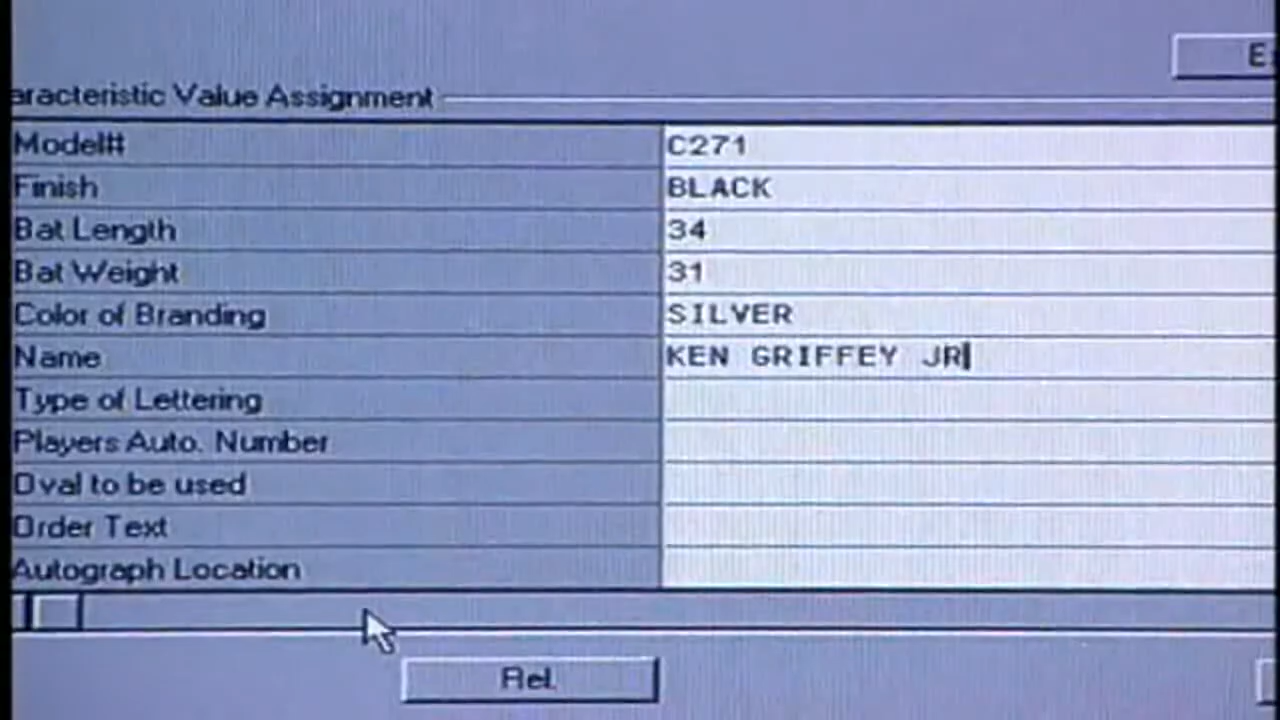 aracteristic Value Assignment
Model# C271
Finish BLACK
Bat Length 34
Bat Weight 31
Color of Branding SILVER
Name KEN GRIFFEY JR
Type of Lettering
Players Auto. Number
Oval to be used
Order Text
Autograph Location
Rel.